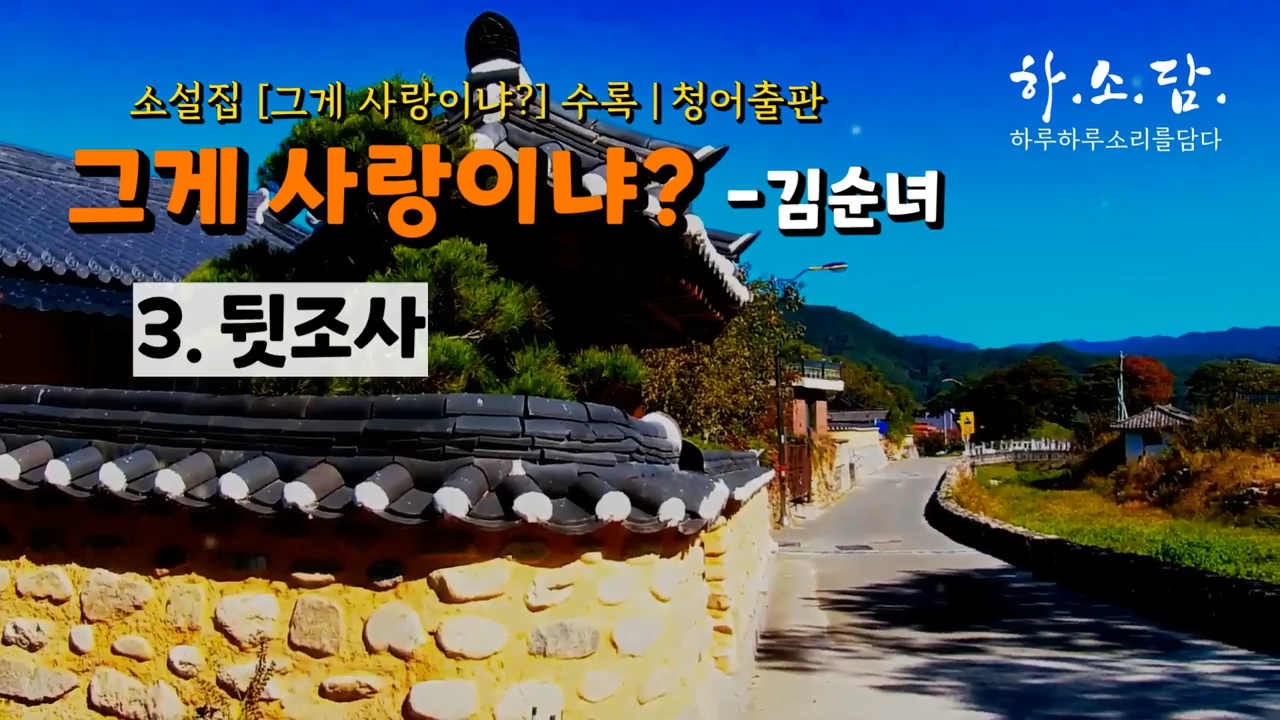 소설집 [그게 사랑이냐?] 수록 | 청어출판
그게 사랑이냐? -김순녀
3. 뒷조사
하.소.담.
하루하루소리를담다